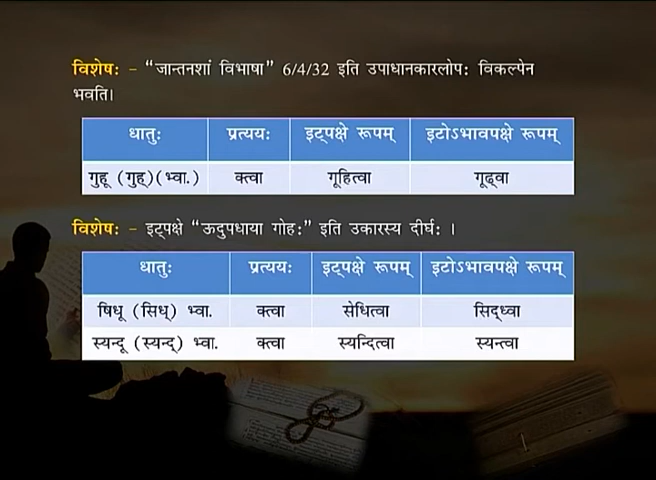 विशेषः – “जान्तनशां विभाषा” 6/4/32 इति उपाधानकारलोपः विकल्पेन
भवति।
धातुः प्रत्ययः इट्पक्षे रूपम् इटोऽभावपक्षे रूपम्
गुहू (गुह्)(भ्वा.) क्त्वा गूहित्वा गूढ्वा
विशेषः – इट्पक्षे “ऊदुपधाया गोहः” इति उकारस्य दीर्घः ।
धातुः प्रत्ययः इट्पक्षे रूपम् इटोऽभावपक्षे रूपम्
षिधू (सिध्) भ्वा. क्त्वा सेधित्वा सिद्ध्वा
स्यन्दू (स्यन्द्) भ्वा. क्त्वा स्यन्दित्वा स्यन्त्वा